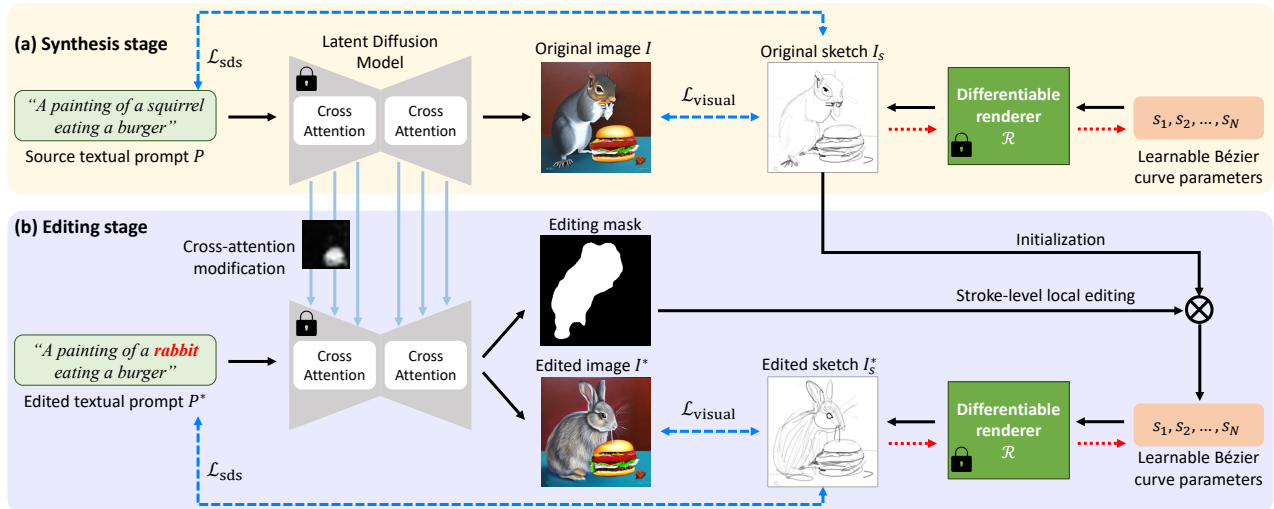 (a) Synthesis stage
ℒsds
Latent Diffusion
Model
Original image I
Original sketch Is
"A painting of a squirrel
eating a burger"
Source textual prompt P
Cross
Attention
Cross
Attention
ℒvisual
Differentiable
renderer
ℛ
s1, s2, ..., sN
Learnable Bézier
curve parameters
(b) Editing stage
Cross-attention
modification
Editing mask
Initialization
Stroke-level local editing
"A painting of a rabbit
eating a burger"
Edited textual prompt P*
Cross
Attention
Cross
Attention
Edited image I*
ℒvisual
Edited sketch I*s
Differentiable
renderer
ℛ
s1, s2, ..., sN
Learnable Bézier
curve parameters
ℒsds